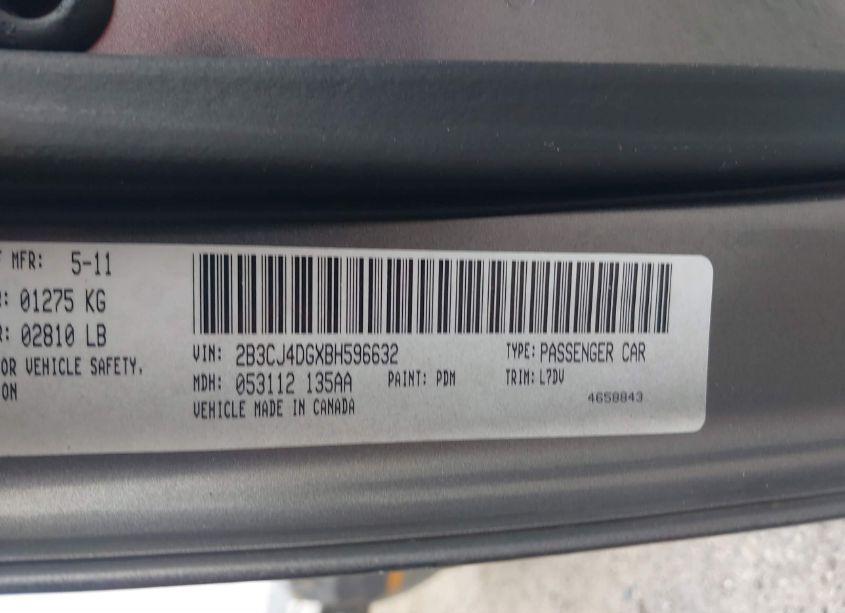 MFR: 5-11
: 01275 KG
R: 02810 LB
OR VEHICLE SAFETY,
ON
VIN: 2B3CJ4DGXBH596632
TYPE: PASSENGER CAR
MDH: 053112 135AA
PAINT: PDM
TRIM: L7DV
VEHICLE MADE IN CANADA
4658843